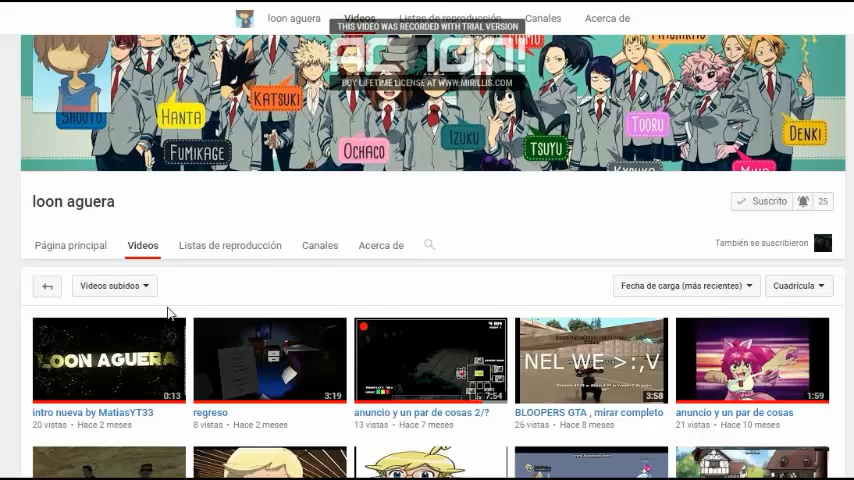 loon aguera Videos Listas de reproducción Canales Acerca de
THIS VIDEO WAS RECORDED WITH TRIAL VERSION
BUY LIFETIME LICENSE AT WWW.MIRILLIS.COM
SHOUTO
HANTA
KATSUKI
FUMIKAGE
OCHACO
IZUKU
TSUYU
TOORU
DENKI
loon aguera
Suscrito 25
Página principal Videos Listas de reproducción Canales Acerca de
También se suscribieron
Videos subidos
Fecha de carga (más recientes) Cuadrícula
LOON AGUERA
NEL WE >:,V
4 AM
0:13 3:19 7:54 3:58 1:59
intro nueva by MatiasYT33 regreso anuncio y un par de cosas 2/? BLOOPERS GTA , mirar completo anuncio y un par de cosas
20 vistas • Hace 2 meses 8 vistas • Hace 2 meses 13 vistas • Hace 7 meses 26 vistas • Hace 8 meses 21 vistas • Hace 10 meses